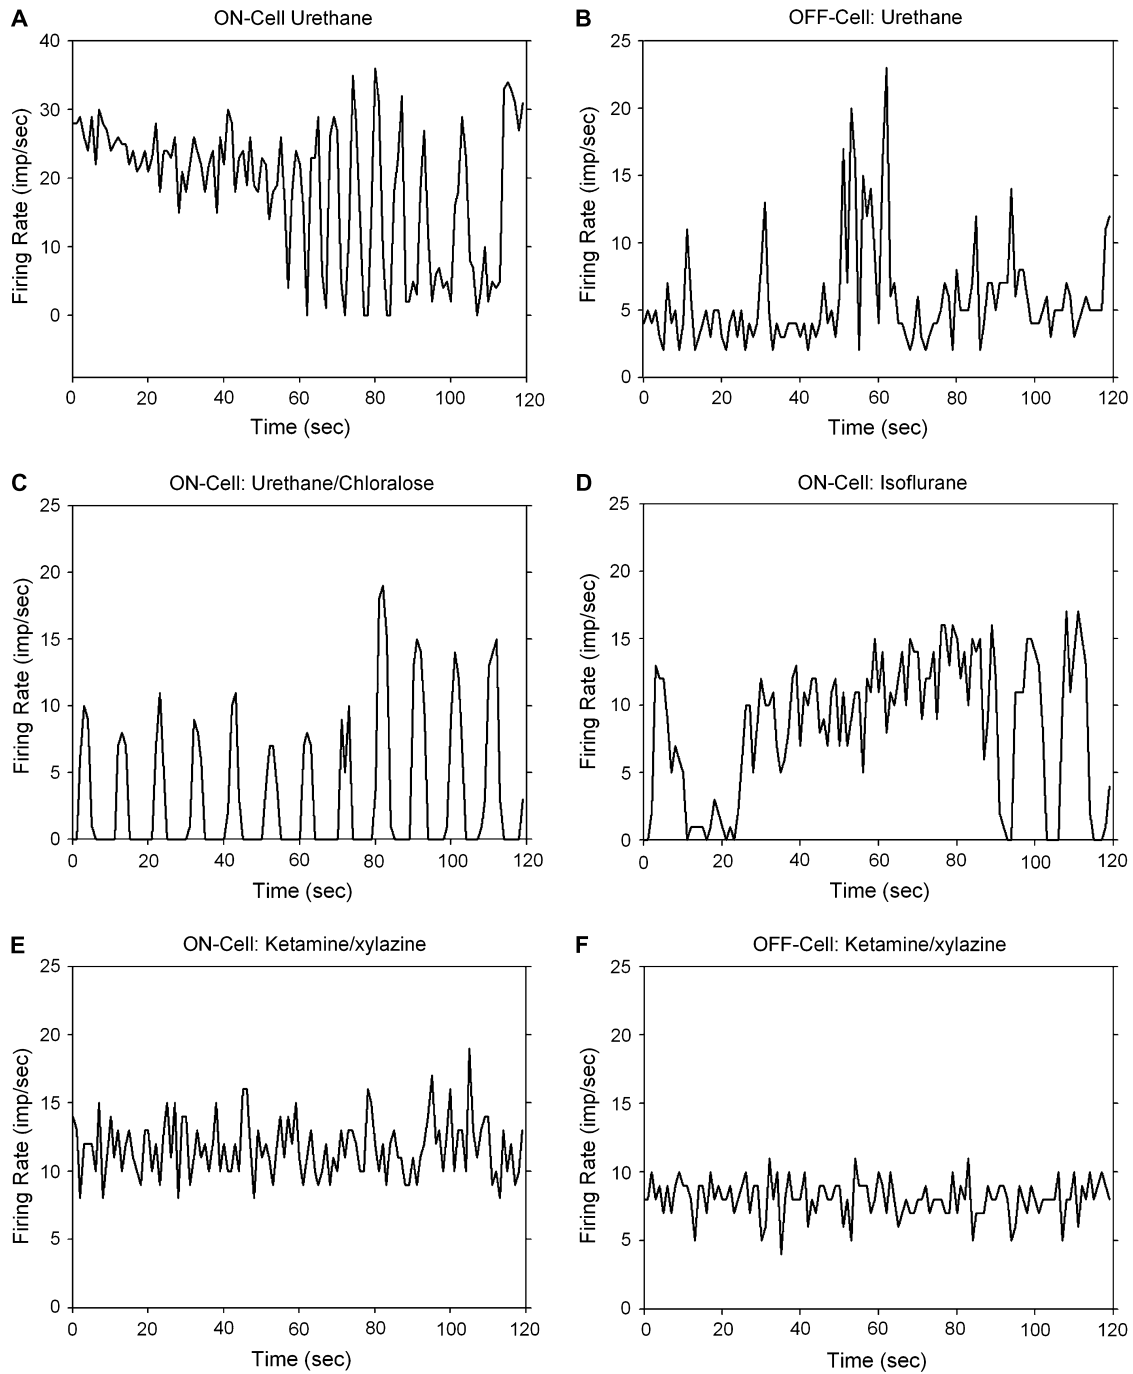 A ON-Cell Urethane
40
30
20
10
0
Firing Rate (imp/sec)
0 20 40 60 80 100 120
Time (sec)
B OFF-Cell: Urethane
25
20
15
10
5
0
Firing Rate (imp/sec)
0 20 40 60 80 100 120
Time (sec)
C ON-Cell: Urethane/Chloralose
25
20
15
10
5
0
Firing Rate (imp/sec)
0 20 40 60 80 100 120
Time (sec)
D ON-Cell: Isoflurane
25
20
15
10
5
0
Firing Rate (imp/sec)
0 20 40 60 80 100 120
Time (sec)
E ON-Cell: Ketamine/xylazine
25
20
15
10
5
0
Firing Rate (imp/sec)
0 20 40 60 80 100 120
Time (sec)
F OFF-Cell: Ketamine/xylazine
25
20
15
10
5
0
Firing Rate (imp/sec)
0 20 40 60 80 100 120
Time (sec)